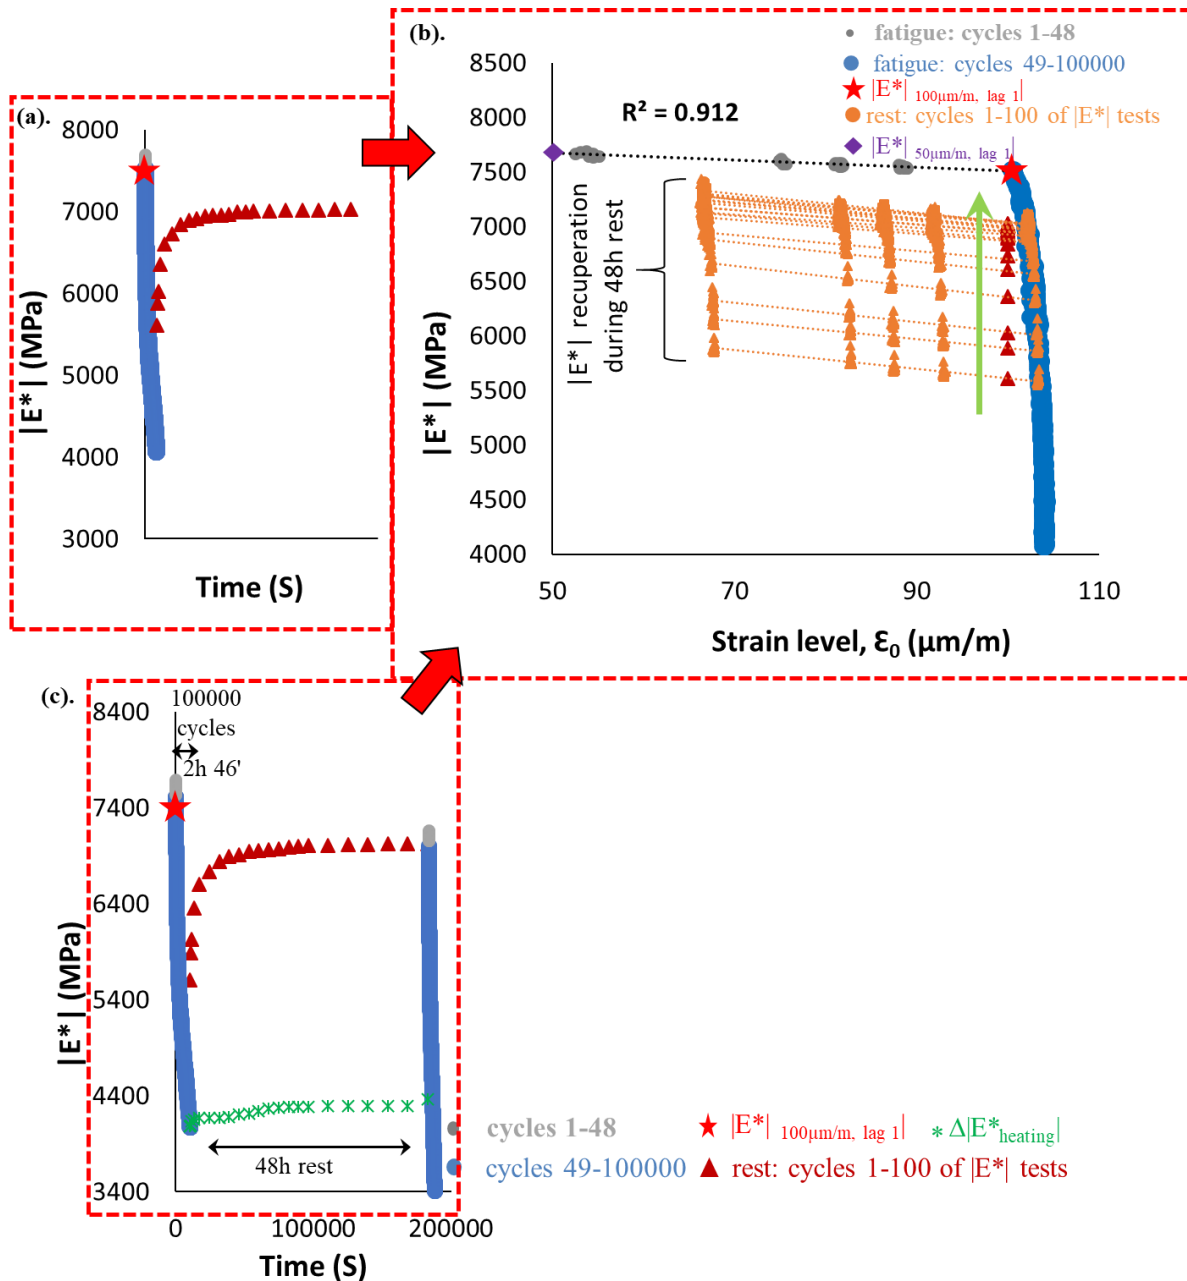 (a).
8000
7000
6000
5000
4000
3000
|E*| (MPa)
Time (S)
(b).
fatigue: cycles 1-48
fatigue: cycles 49-100000
|E*| 100µm/m, lag 1|
rest: cycles 1-100 of |E*| tests
|E*| 50µm/m, lag 1|
R² = 0.912
8500
8000
7500
7000
6500
6000
5500
5000
4500
4000
|E*| (MPa)
|E*| recuperation
during 48h rest
50
70
90
110
Strain level, Ɛ0 (µm/m)
(c).
100000
cycles
2h 46'
8400
7400
6400
5400
4400
3400
|E*| (MPa)
48h rest
0
100000
200000
Time (S)
cycles 1-48
|E*| 100µm/m, lag 1|
Δ|E*heating|
cycles 49-100000
rest: cycles 1-100 of |E*| tests